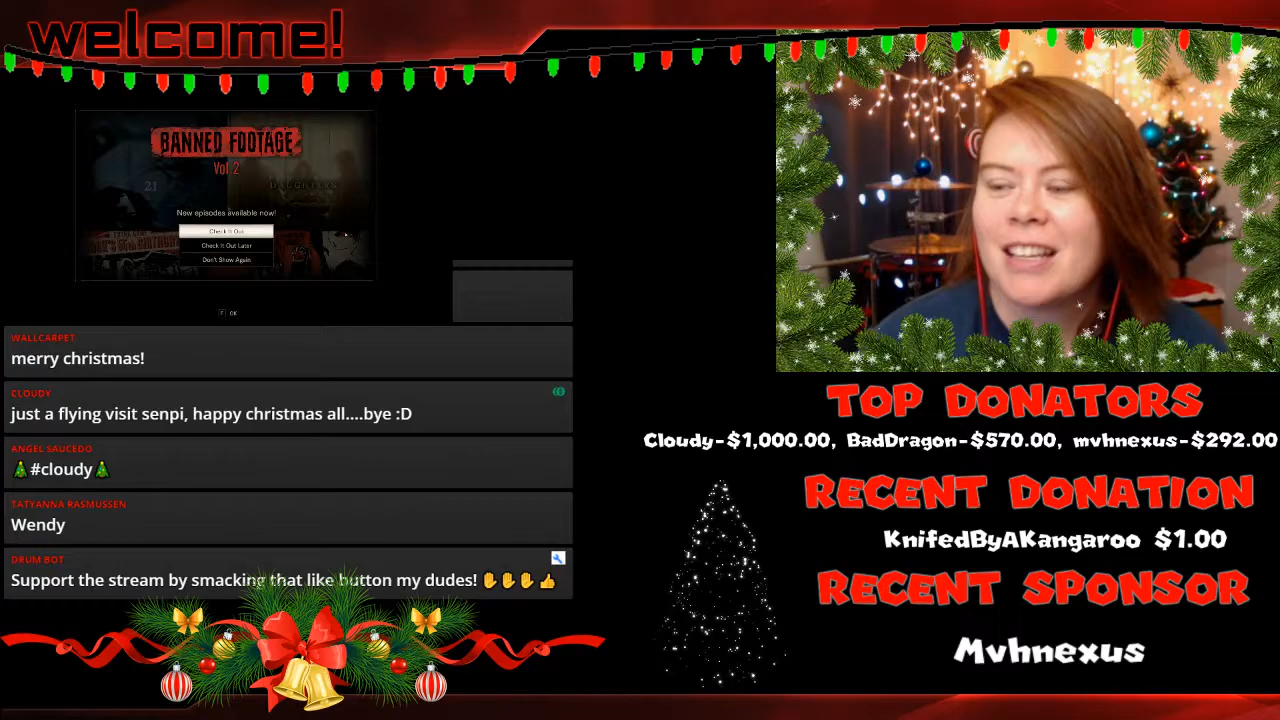 welcome!
BANNED FOOTAGE
Vol 2
21
DAUGHTERS
New episodes available now!
Check It Out
Check It Out Later
Don't Show Again
F OK
WALLCARPET
merry christmas!
CLOUDY
just a flying visit senpi, happy christmas all....bye :D
ANGEL SAUCEDO
🎄#cloudy🎄
TATYANNA RASMUSSEN
Wendy
DRUM BOT
Support the stream by smacking that like button my dudes! ✋✋✋👍
TOP DONATORS
Cloudy-$1,000.00, BadDragon-$570.00, mvhnexus-$292.00
RECENT DONATION
KnifedByAKangaroo $1.00
RECENT SPONSOR
Mvhnexus